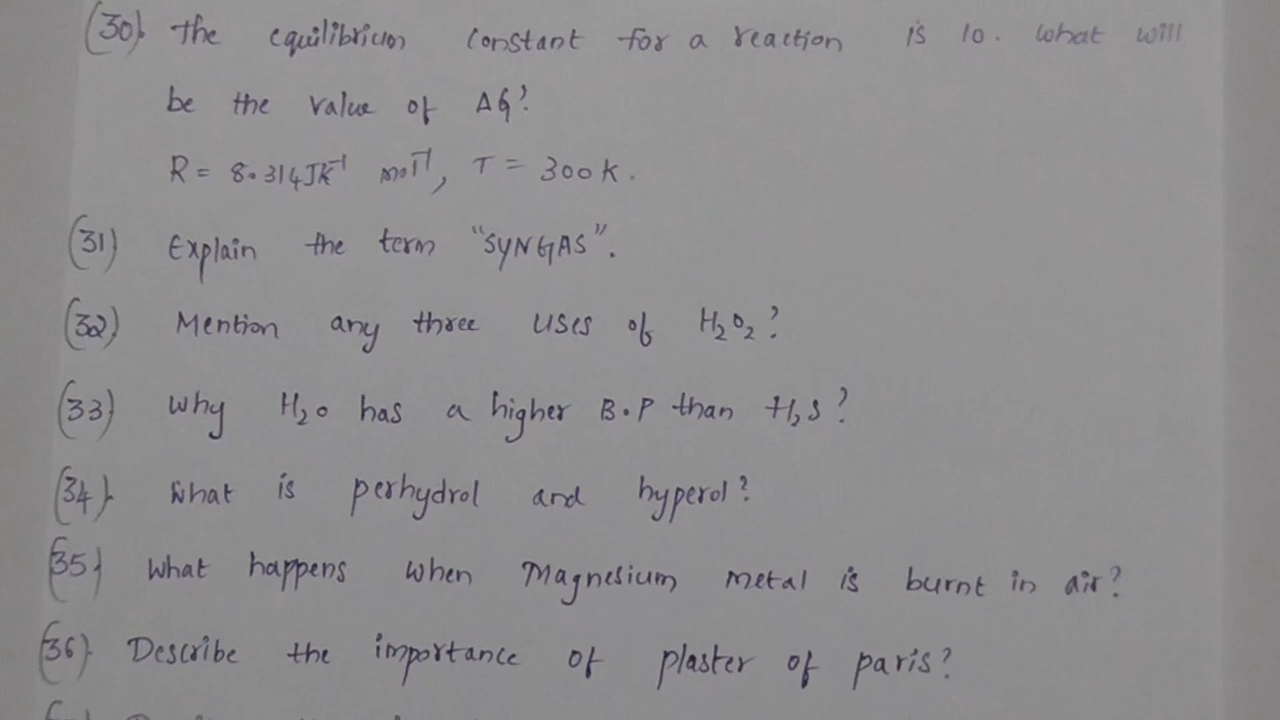 (30). The equilibrium constant for a reaction is 10. What will
be the value of ΔG?
R = 8.314JK⁻¹ mol⁻¹, T = 300K.
(31) Explain the term "SYNGAS".
(32). Mention any three uses of H₂O₂?
(33) Why H₂O has a higher B.P than H₂S?
(34). What is perhydrol and hyperol?
(35). What happens when Magnesium metal is burnt in air?
(36). Describe the importance of plaster of paris?